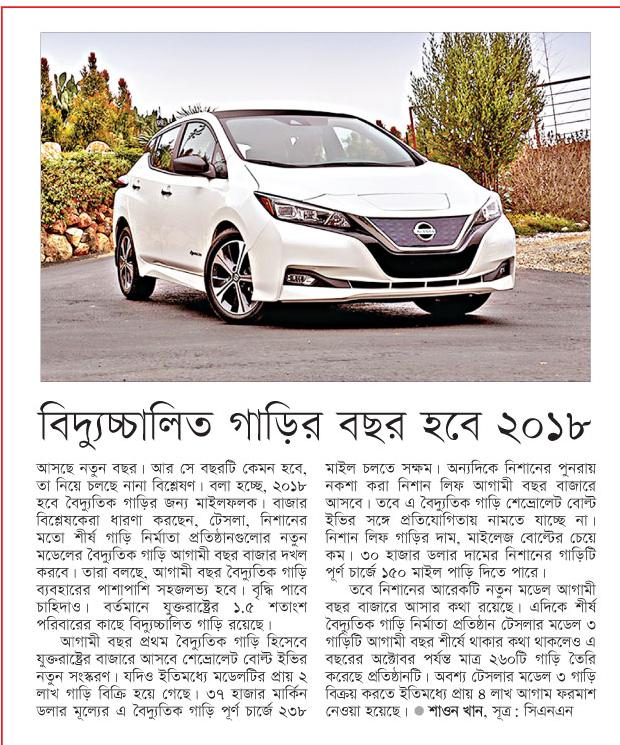 বিদ্যুচ্চালিত গাড়ির বছর হবে ২০১৮
আসছে নতুন বছর। আর সে বছরটি কেমন হবে,
তা নিয়ে চলছে নানা বিশ্লেষণ। বলা হচ্ছে, ২০১৮
হবে বৈদ্যুতিক গাড়ির জন্য মাইলফলক। বাজার
বিশ্লেষকেরা ধারণা করছেন, টেসলা, নিশানের
মতো শীর্ষ গাড়ি নির্মাতা প্রতিষ্ঠানগুলোর নতুন
মডেলের বৈদ্যুতিক গাড়ি আগামী বছর বাজার দখল
করবে। তারা বলছে, আগামী বছর বৈদ্যুতিক গাড়ি
ব্যবহারের পাশাপাশি সহজলভ্য হবে। বৃদ্ধি পাবে
চাহিদাও। বর্তমানে যুক্তরাষ্ট্রের ১.৫ শতাংশ
পরিবারের কাছে বিদ্যুচ্চালিত গাড়ি রয়েছে।
আগামী বছর প্রথম বৈদ্যুতিক গাড়ি হিসেবে
যুক্তরাষ্ট্রের বাজারে আসবে শেভ্রোলেট বোল্ট ইভির
নতুন সংস্করণ। যদিও ইতিমধ্যে মডেলটির প্রায় ২
লাখ গাড়ি বিক্রি হয়ে গেছে। ৩৭ হাজার মার্কিন
ডলার মূল্যের এ বৈদ্যুতিক গাড়ি পূর্ণ চার্জে ২৩৮
মাইল চলতে সক্ষম। অন্যদিকে নিশানের পুনরায়
নকশা করা নিশান লিফ আগামী বছর বাজারে
আসবে। তবে এ বৈদ্যুতিক গাড়ি শেভ্রোলেট বোল্ট
ইভির সঙ্গে প্রতিযোগিতায় নামতে যাচ্ছে না।
নিশান লিফ গাড়ির দাম, মাইলেজ বোল্টের চেয়ে
কম। ৩০ হাজার ডলার দামের নিশানের গাড়িটি
পূর্ণ চার্জে ১৫০ মাইল পাড়ি দিতে পারে।
তবে নিশানের আরেকটি নতুন মডেল আগামী
বছর বাজারে আসার কথা রয়েছে। এদিকে শীর্ষ
বৈদ্যুতিক গাড়ি নির্মাতা প্রতিষ্ঠান টেসলার মডেল ৩
গাড়িটি আগামী বছর শীর্ষে থাকার কথা থাকলেও এ
বছরের অক্টোবর পর্যন্ত মাত্র ২৬০টি গাড়ি তৈরি
করেছে প্রতিষ্ঠানটি। অবশ্য টেসলার মডেল ৩ গাড়ি
বিক্রয় করতে ইতিমধ্যে প্রায় ৪ লাখ আগাম ফরমাশ
নেওয়া হয়েছে। ● শাওন খান, সূত্র : সিএনএন